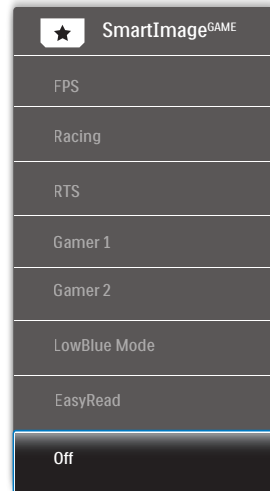 SmartImageGAME
FPS
Racing
RTS
Gamer 1
Gamer 2
LowBlue Mode
EasyRead
Off